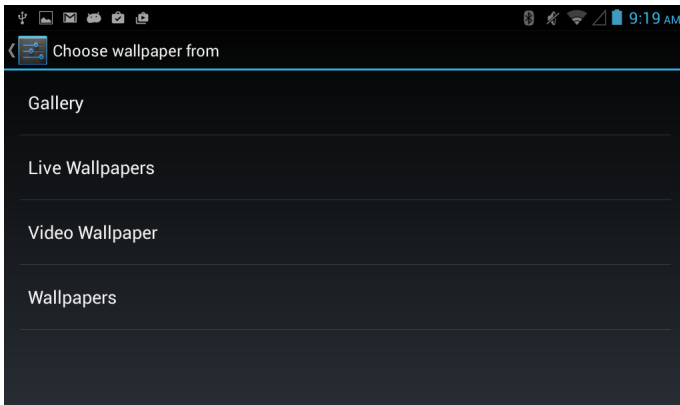 9:19 AM
Choose wallpaper from
Gallery
Live Wallpapers
Video Wallpaper
Wallpapers